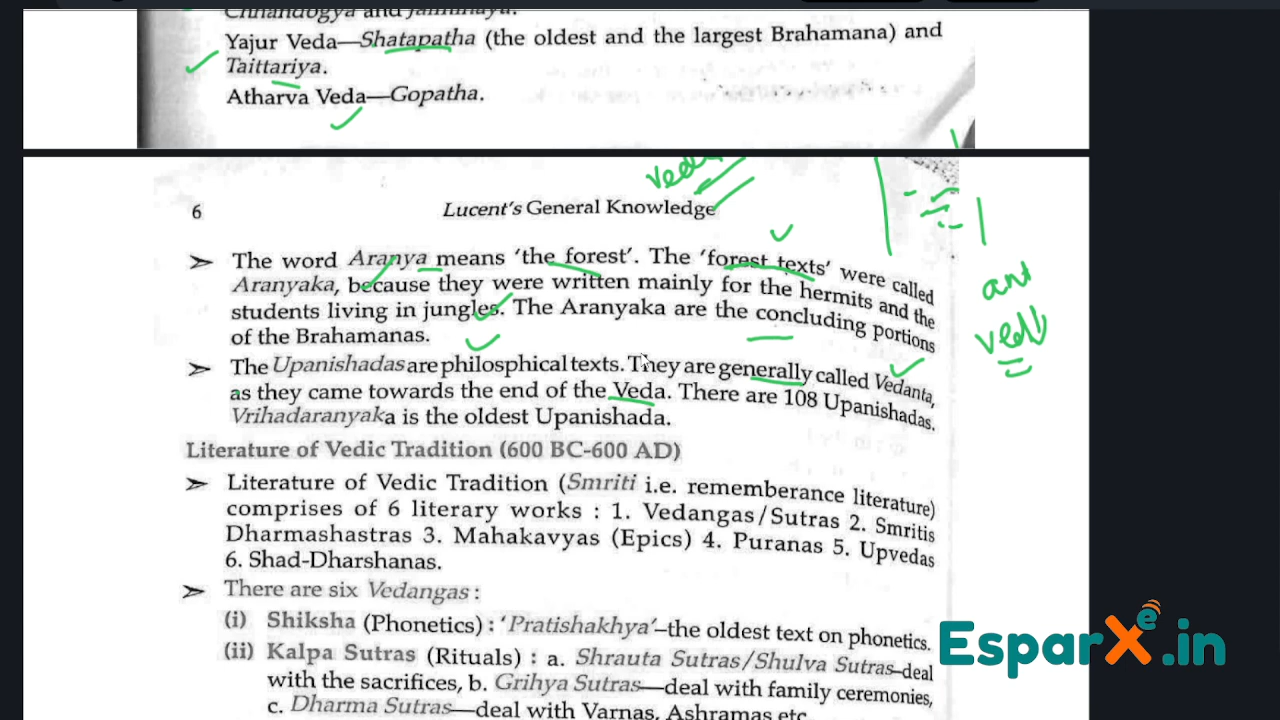 Chhandogya and Jaiminaya.
Yajur Veda—Shatapatha (the oldest and the largest Brahamana) and
Taittariya.
Atharva Veda—Gopatha.
6
Lucent's General Knowledge
➢ The word Aranya means 'the forest'. The 'forest texts' were called
Aranyaka, because they were written mainly for the hermits and the
students living in jungles. The Aranyaka are the concluding portions
of the Brahamanas.
➢ The Upanishadas are philosphical texts. They are generally called Vedanta,
as they came towards the end of the Veda. There are 108 Upanishadas.
Vrihadaranyaka is the oldest Upanishada.
Literature of Vedic Tradition (600 BC-600 AD)
➢ Literature of Vedic Tradition (Smriti i.e. rememberance literature)
comprises of 6 literary works : 1. Vedangas/Sutras 2. Smritis
Dharmashastras 3. Mahakavyas (Epics) 4. Puranas 5. Upvedas
6. Shad-Dharshanas.
➢ There are six Vedangas :
(i) Shiksha (Phonetics) : 'Pratishakhya'–the oldest text on phonetics.
(ii) Kalpa Sutras (Rituals) : a. Shrauta Sutras/Shulva Sutras–deal
with the sacrifices, b. Grihya Sutras—deal with family ceremonies,
c. Dharma Sutras—deal with Varnas, Ashramas etc.
EsparXe.in